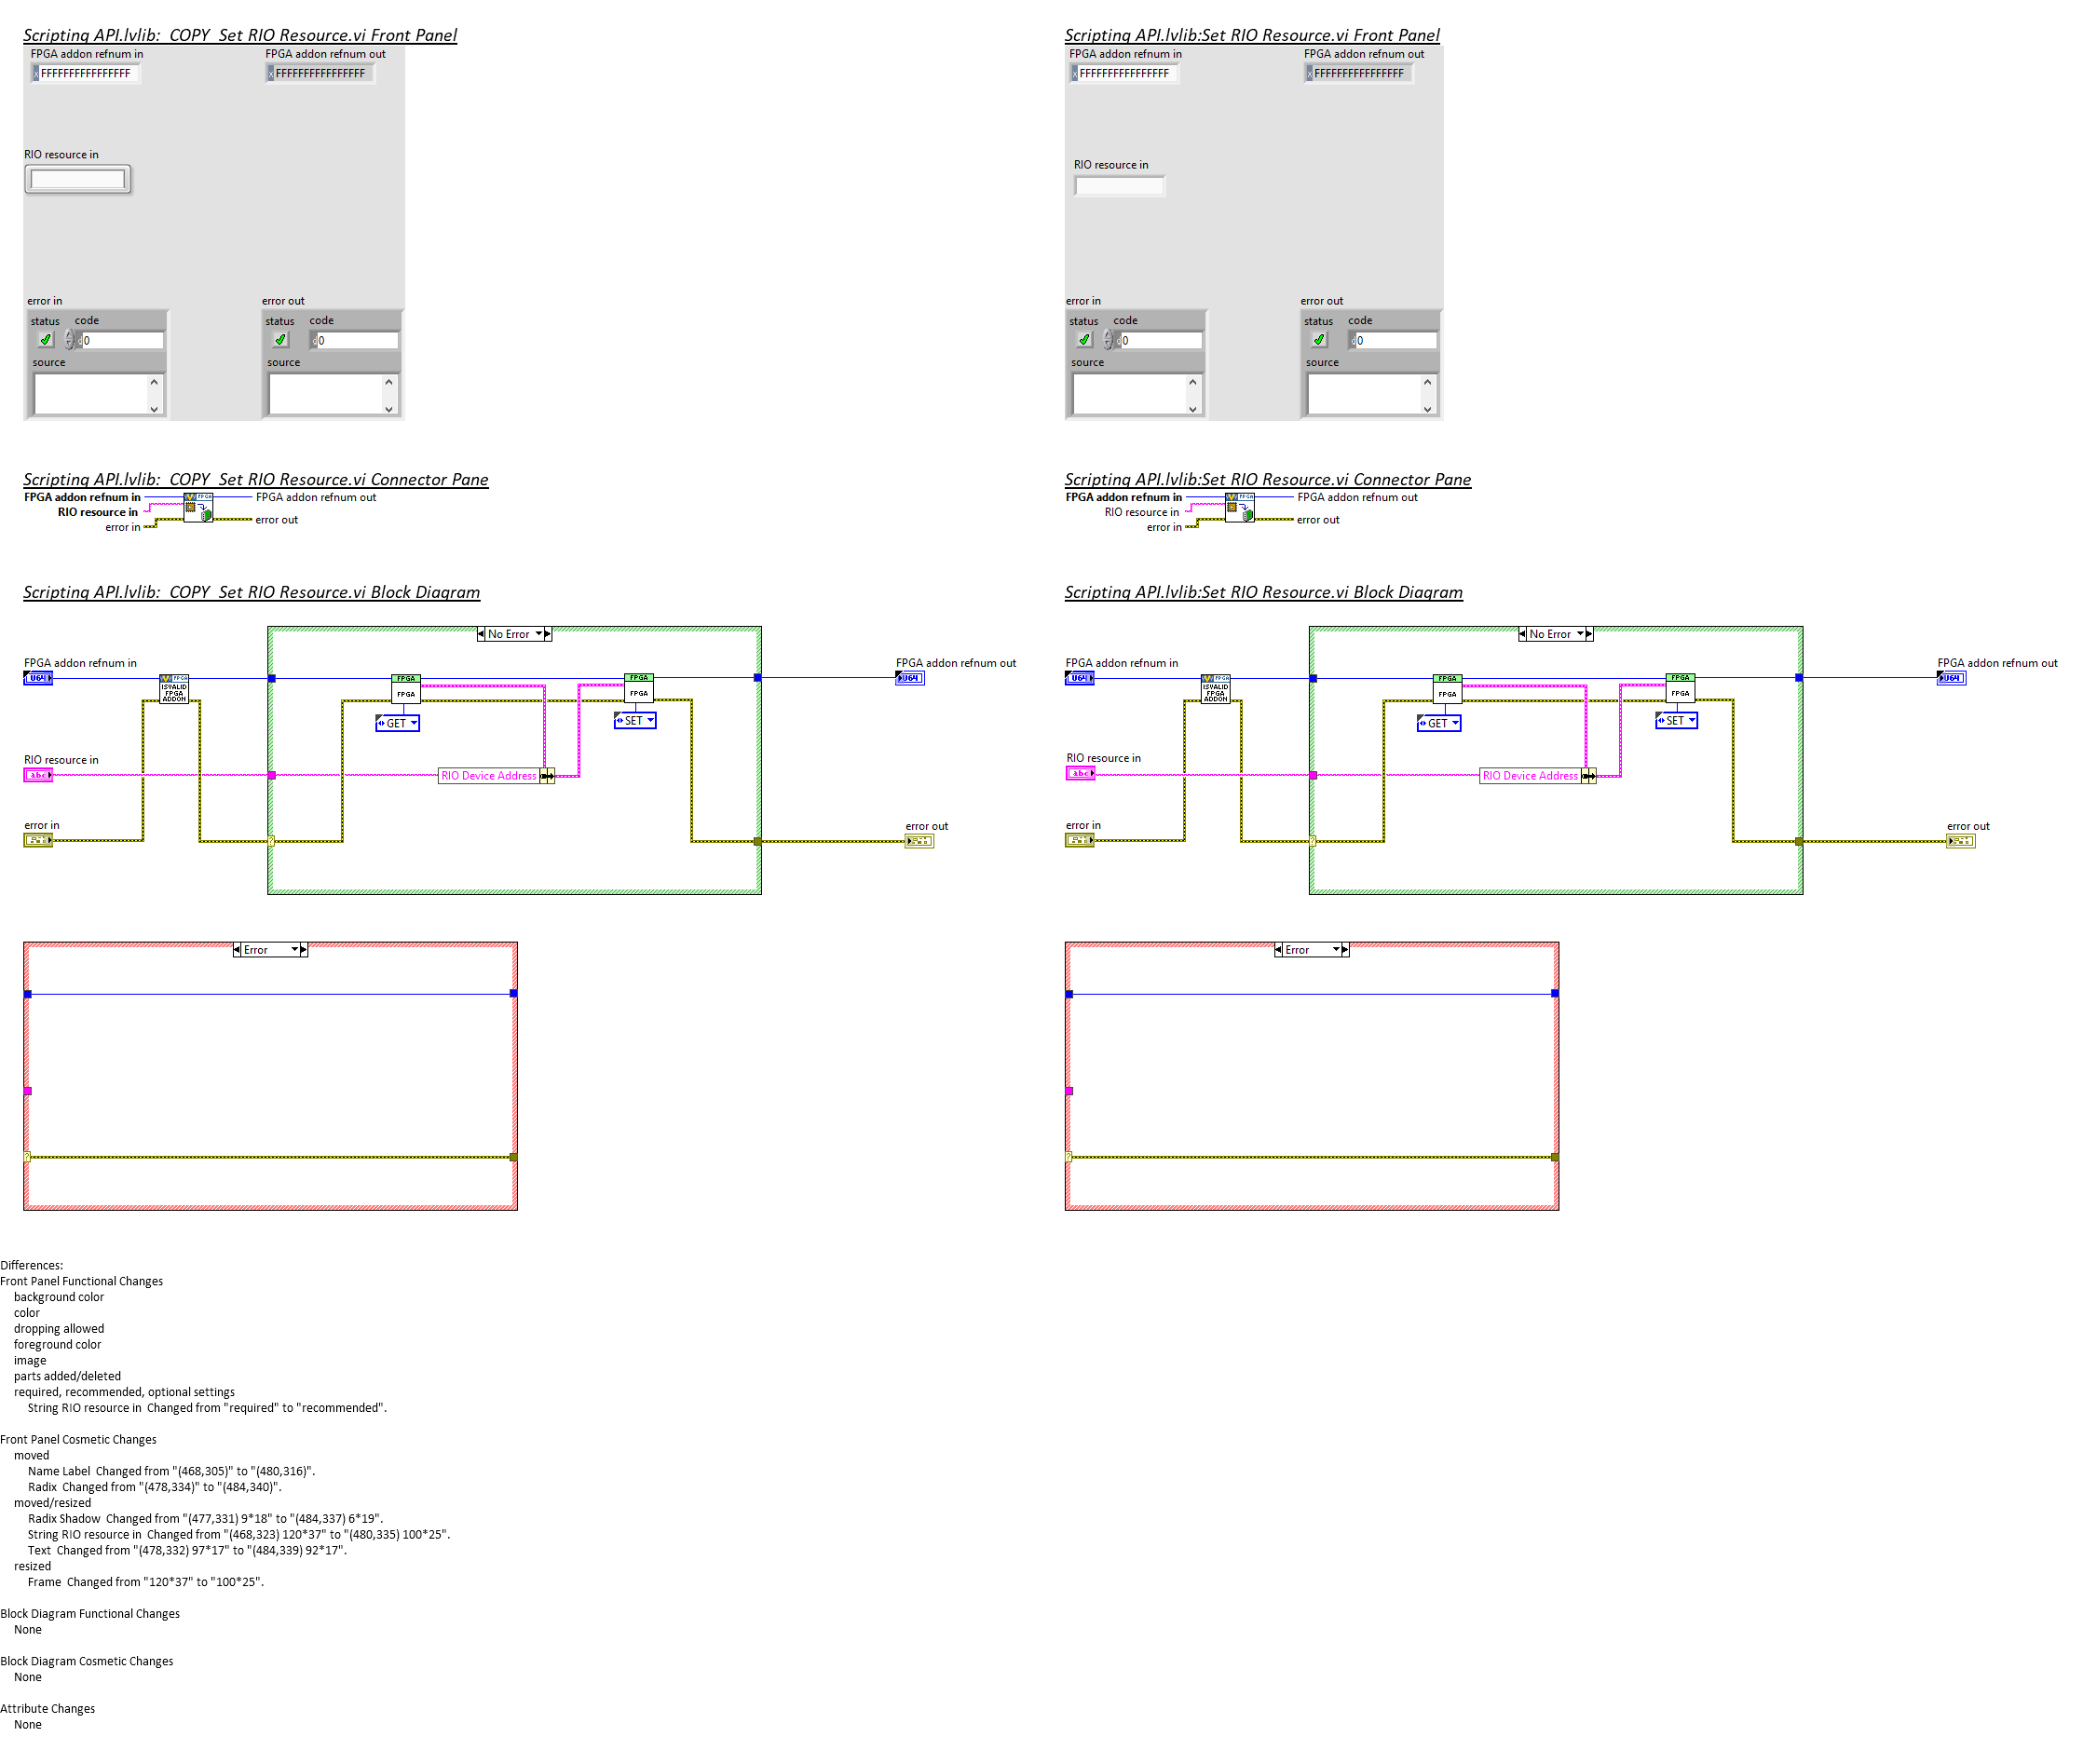 Scripting API.lvlib:_COPY_Set RIO Resource.vi Front Panel
FPGA addon refnum in
FPGA addon refnum out
x FFFFFFFFFFFFFFFF
x FFFFFFFFFFFFFFFF
RIO resource in
error in
error out
status code
status code
d 0
d 0
source
source
Scripting API.lvlib:Set RIO Resource.vi Front Panel
FPGA addon refnum in
FPGA addon refnum out
x FFFFFFFFFFFFFFFF
x FFFFFFFFFFFFFFFF
RIO resource in
error in
error out
status code
status code
d 0
d 0
source
source
Scripting API.lvlib:_COPY_Set RIO Resource.vi Connector Pane
FPGA addon refnum in
FPGA addon refnum out
RIO resource in
error in
error out
FPGA
Scripting API.lvlib:Set RIO Resource.vi Connector Pane
FPGA addon refnum in
FPGA addon refnum out
RIO resource in
error in
error out
FPGA
Scripting API.lvlib:_COPY_Set RIO Resource.vi Block Diagram
No Error
FPGA addon refnum in
U64
FPGA
ISVALID
FPGA
ADDON
FPGA
FPGA
GET
FPGA
FPGA
SET
FPGA addon refnum out
U64
RIO resource in
abc
RIO Device Address
error in
?
error out
Error
?
Scripting API.lvlib:Set RIO Resource.vi Block Diagram
No Error
FPGA addon refnum in
U64
FPGA
ISVALID
FPGA
ADDON
FPGA
FPGA
GET
FPGA
FPGA
SET
FPGA addon refnum out
U64
RIO resource in
abc
RIO Device Address
error in
?
error out
Error
?
Differences:
Front Panel Functional Changes
background color
color
dropping allowed
foreground color
image
parts added/deleted
required, recommended, optional settings
String RIO resource in  Changed from "required" to "recommended".
Front Panel Cosmetic Changes
moved
Name Label  Changed from "(468,305)" to "(480,316)".
Radix  Changed from "(478,334)" to "(484,340)".
moved/resized
Radix Shadow  Changed from "(477,331) 9*18" to "(484,337) 6*19".
String RIO resource in  Changed from "(468,323) 120*37" to "(480,335) 100*25".
Text  Changed from "(478,332) 97*17" to "(484,339) 92*17".
resized
Frame  Changed from "120*37" to "100*25".
Block Diagram Functional Changes
None
Block Diagram Cosmetic Changes
None
Attribute Changes
None